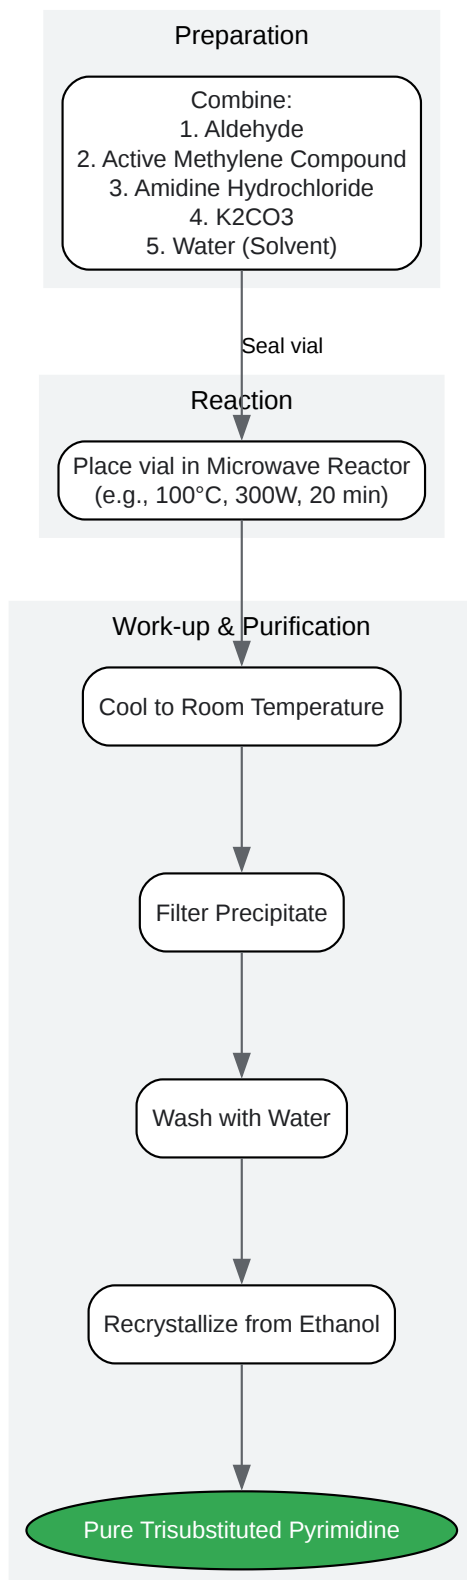 Preparation
Combine:
1. Aldehyde
2. Active Methylene Compound
3. Amidine Hydrochloride
4. K2CO3
5. Water (Solvent)
Seal vial
Reaction
Place vial in Microwave Reactor
(e.g., 100°C, 300W, 20 min)
Work-up & Purification
Cool to Room Temperature
Filter Precipitate
Wash with Water
Recrystallize from Ethanol
Pure Trisubstituted Pyrimidine